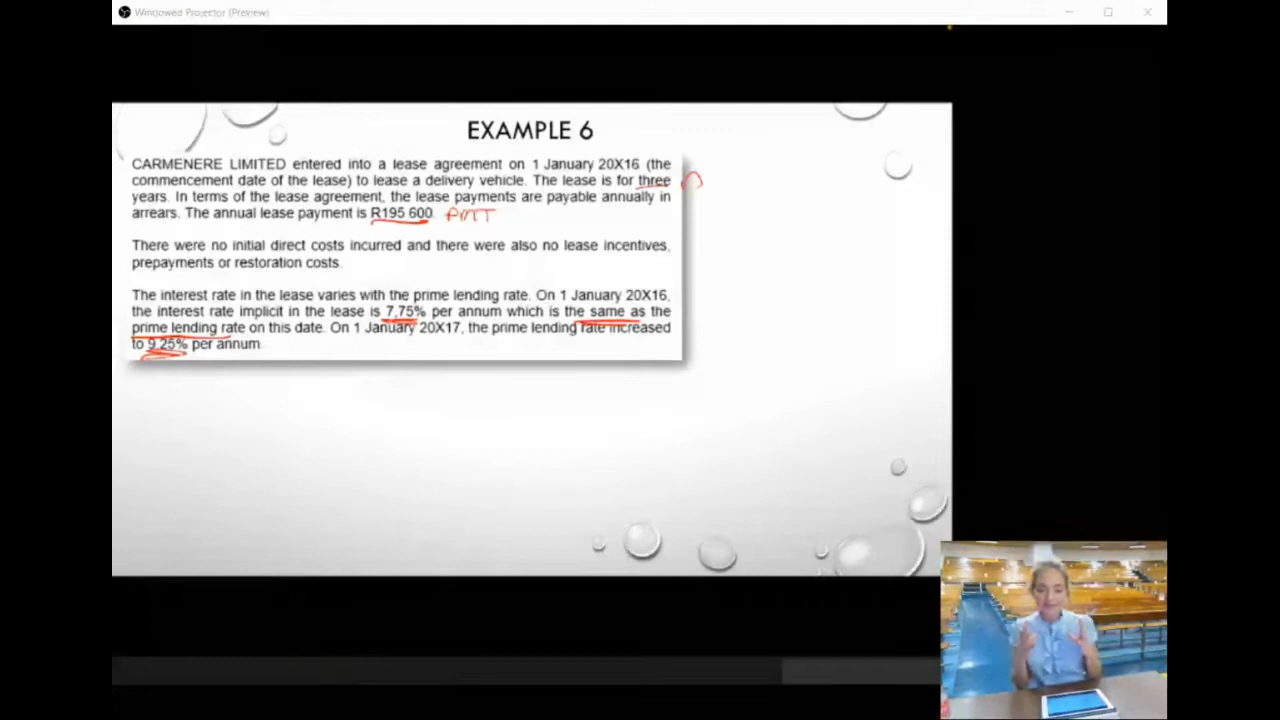 Windowed Projector (Preview)
EXAMPLE 6
CARMENERE LIMITED entered into a lease agreement on 1 January 20X16 (the
commencement date of the lease) to lease a delivery vehicle. The lease is for three n
years. In terms of the lease agreement, the lease payments are payable annually in
arrears. The annual lease payment is R195 600. PMT
There were no initial direct costs incurred and there were also no lease incentives,
prepayments or restoration costs.
The interest rate in the lease varies with the prime lending rate. On 1 January 20X16,
the interest rate implicit in the lease is 7,75% per annum which is the same as the
prime lending rate on this date. On 1 January 20X17, the prime lending rate increased
to 9,25% per annum